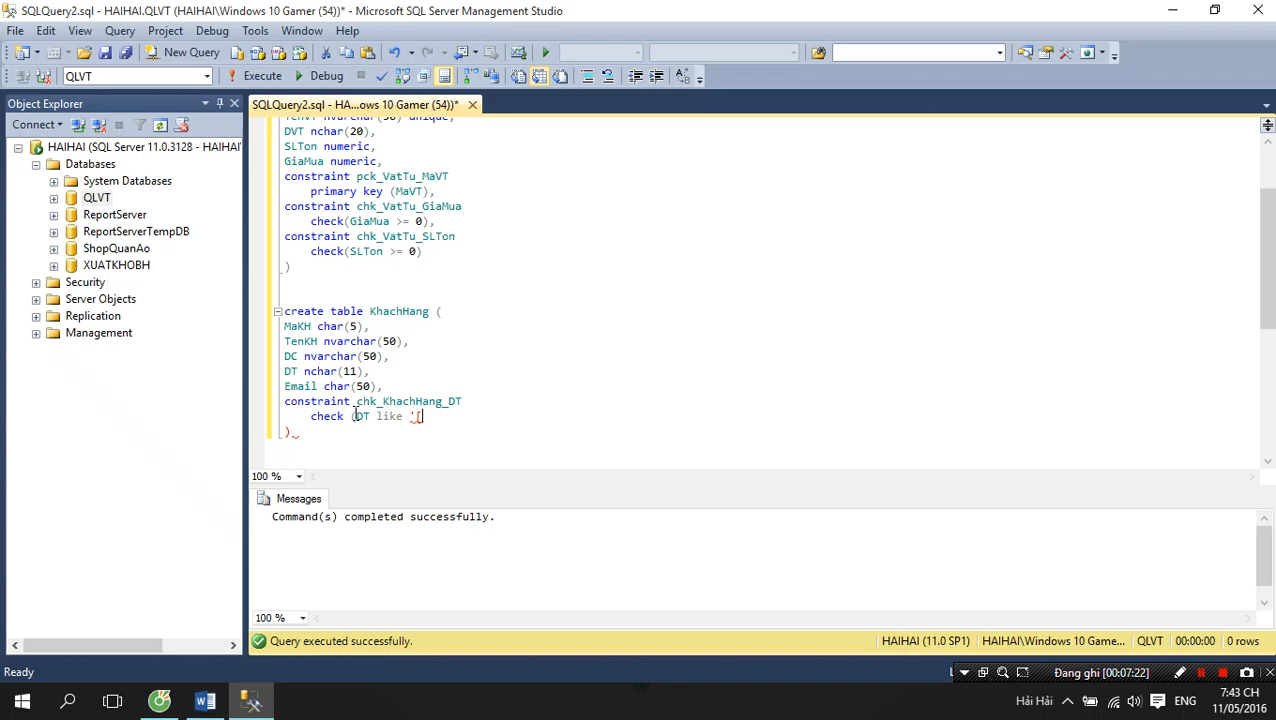 SQLQuery2.sql - HAIHAI.QLVT (HAIHAI\Windows 10 Gamer (54))* - Microsoft SQL Server Management Studio
File Edit View Query Project Debug Tools Window Help
New Query
QLVT Execute Debug
Object Explorer
Connect
HAIHAI (SQL Server 11.0.3128 - HAIHAI\
Databases
System Databases
QLVT
ReportServer
ReportServerTempDB
ShopQuanAo
XUATKHOBH
Security
Server Objects
Replication
Management
SQLQuery2.sql - HA...ows 10 Gamer (54))*
TenVT nvarchar(50) unique,
DVT nchar(20),
SLTon numeric,
GiaMua numeric,
constraint pck_VatTu_MaVT
primary key (MaVT),
constraint chk_VatTu_GiaMua
check(GiaMua >= 0),
constraint chk_VatTu_SLTon
check(SLTon >= 0)
)
create table KhachHang (
MaKH char(5),
TenKH nvarchar(50),
DC nvarchar(50),
DT nchar(11),
Email char(50),
constraint chk_KhachHang_DT
check (DT like '[
)
100 %
Messages
Command(s) completed successfully.
100 %
Query executed successfully. HAIHAI (11.0 SP1) HAIHAI\Windows 10 Game... QLVT 00:00:00 0 rows
Ready
Đang ghi [00:07:22]
Hải Hải ENG 7:43 CH
11/05/2016